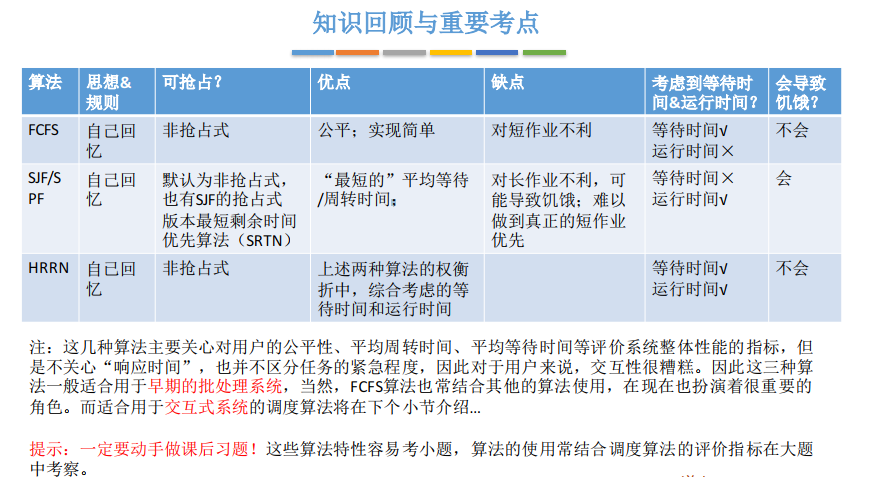 知识回顾与重要考点
算法
思想&
规则
可抢占？
优点
缺点
考虑到等待时
间&运行时间？
会导致
饥饿？
FCFS
自己回
忆
非抢占式
公平；实现简单
对短作业不利
等待时间√
运行时间×
不会
SJF/S
PF
自己回
忆
默认为非抢占式，
也有SJF的抢占式
版本最短剩余时间
优先算法（SRTN）
“最短的”平均等待
/周转时间；
对长作业不利，可
能导致饥饿；难以
做到真正的短作业
优先
等待时间×
运行时间√
会
HRRN
自己回
忆
非抢占式
上述两种算法的权衡
折中，综合考虑的等
待时间和运行时间
等待时间√
运行时间√
不会
注：这几种算法主要关心对用户的公平性、平均周转时间、平均等待时间等评价系统整体性能的指标，但
是不关心“响应时间”，也并不区分任务的紧急程度，因此对于用户来说，交互性很糟糕。因此这三种算
法一般适合用于早期的批处理系统，当然，FCFS算法也常结合其他的算法使用，在现在也扮演着很重要的
角色。而适合用于交互式系统的调度算法将在下个小节介绍...
提示：一定要动手做课后习题！这些算法特性容易考小题，算法的使用常结合调度算法的评价指标在大题
中考察。